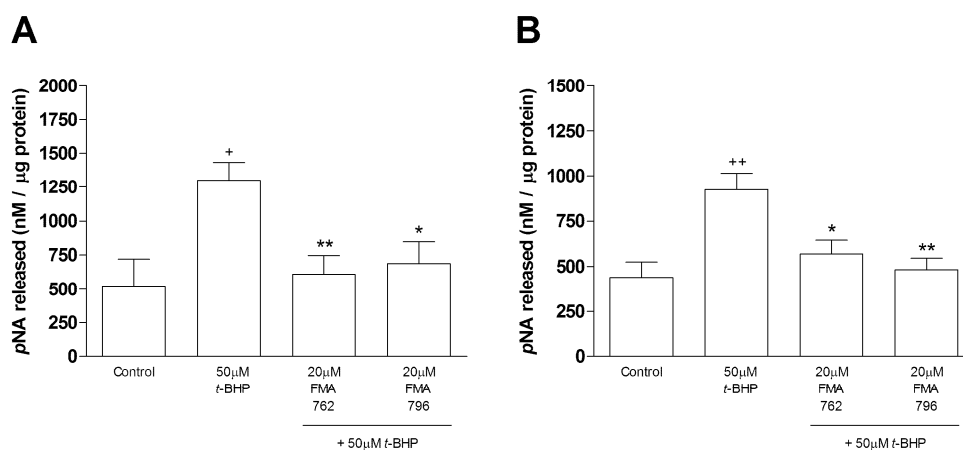 A
pNA released (nM / μg protein)
2000
1750
1500
1250
1000
750
500
250
0
+
**
*
Control
50μM
t-BHP
20μM
FMA
762
20μM
FMA
796
+ 50μM t-BHP
B
pNA released (nM / μg protein)
1500
1250
1000
750
500
250
0
++
*
**
Control
50μM
t-BHP
20μM
FMA
762
20μM
FMA
796
+ 50μM t-BHP